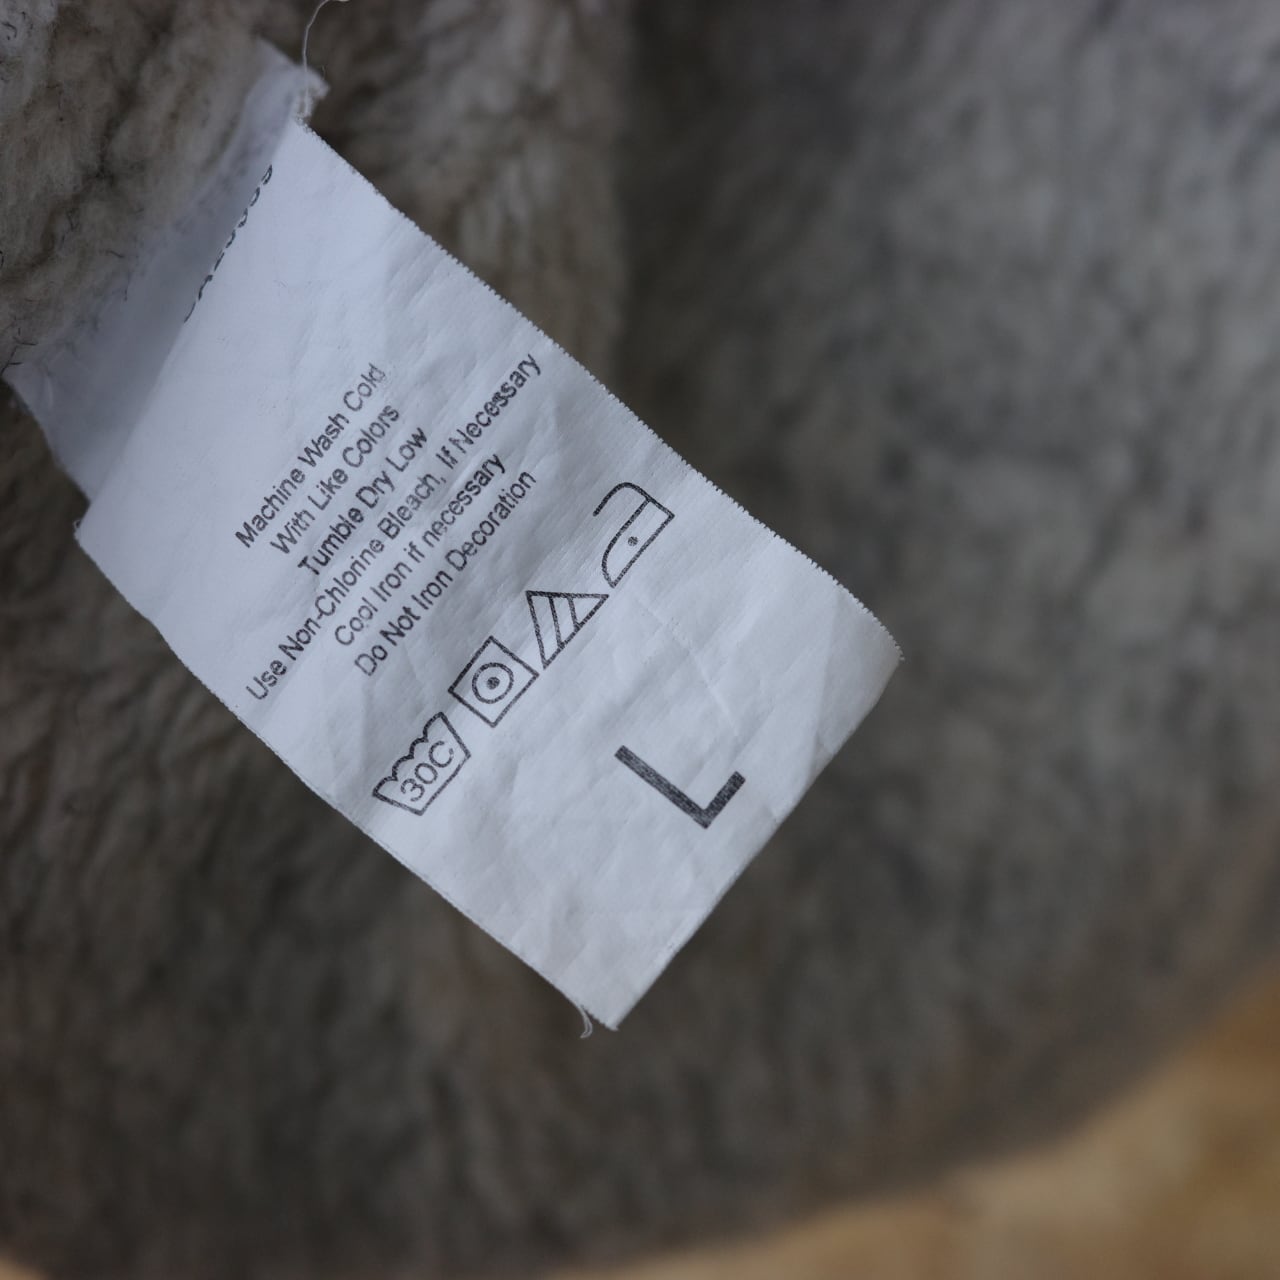 Machine Wash Cold
With Like Colors
Tumble Dry Low
Use Non-Chlorine Bleach, If Necessary
Cool Iron if necessary
Do Not Iron Decoration
30C
L